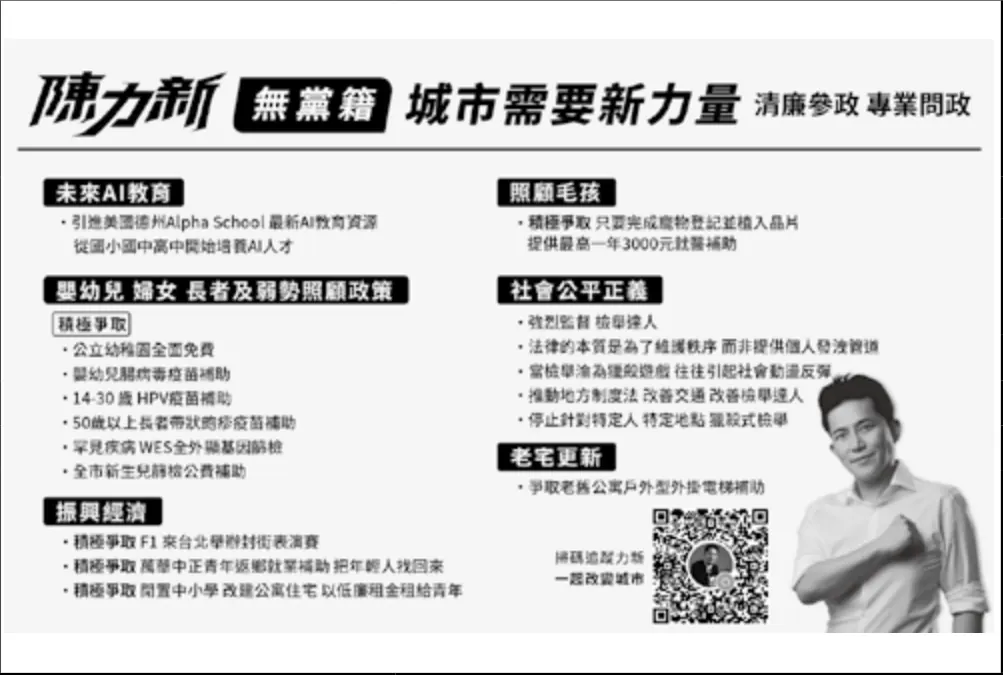 陳力新 無黨籍 城市需要新力量 清廉參政 專業問政
未來AI教育
・引進美國德州Alpha School 最新AI教育資源
從國小國中高中開始培養AI人才
嬰幼兒 婦女 長者及弱勢照顧政策
積極爭取
・公立幼稚園全面免費
・嬰幼兒腸病毒疫苗補助
・14-30 歲 HPV疫苗補助
・50歲以上長者帶狀皰疹疫苗補助
・罕見疾病 WES全外顯基因篩檢
・全市新生兒篩檢公費補助
振興經濟
・積極爭取 F1 來台北舉辦封街表演賽
・積極爭取 萬華中正青年返鄉就業補助 把年輕人找回來
・積極爭取 閒置中小學 改建公寓住宅 以低廉租金租給青年
照顧毛孩
・積極爭取 只要完成寵物登記並植入晶片
提供最高一年3000元就醫補助
社會公平正義
・強烈監督 檢舉達人
・法律的本質是為了維護秩序 而非提供個人發洩管道
・當檢舉淪為獵殺遊戲 往往引起社會動盪反彈
・推動地方制度法 改善交通 改善檢舉達人
・停止針對特定人 特定地點 獵殺式檢舉
老宅更新
・爭取老舊公寓戶外型外掛電梯補助
掃碼追蹤力新
一起改變城市